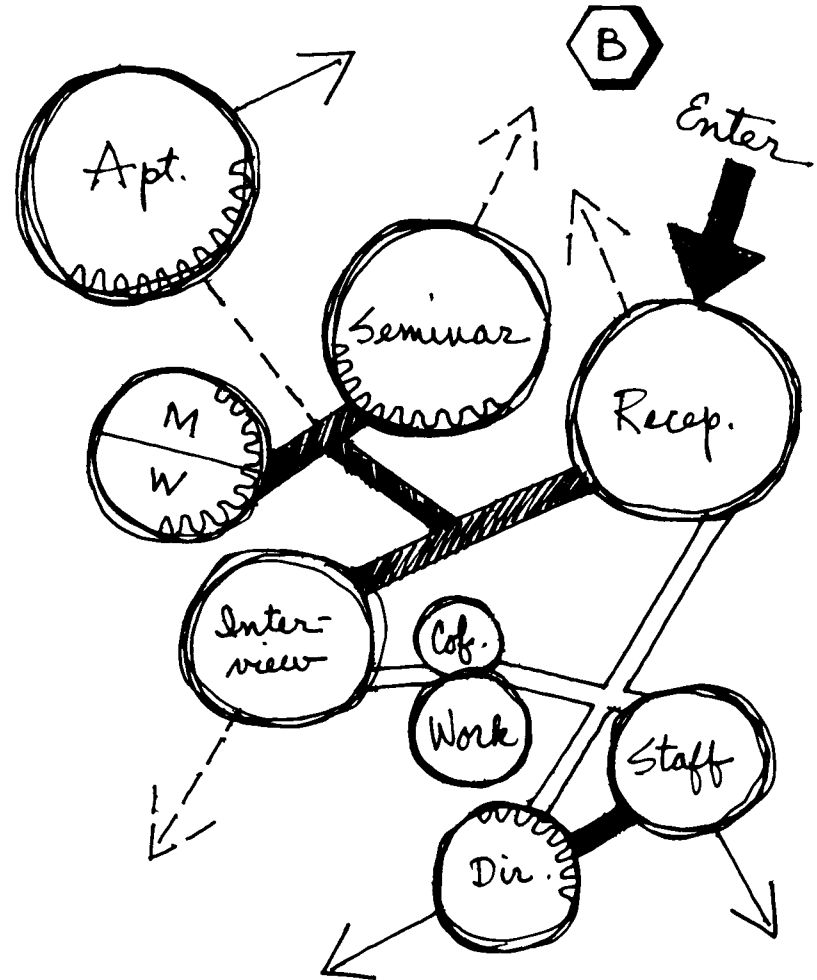 B
Enter
Apt.
Seminar
Recep.
M
W
Inter-
view
Cof.
Work
Staff
Dir.